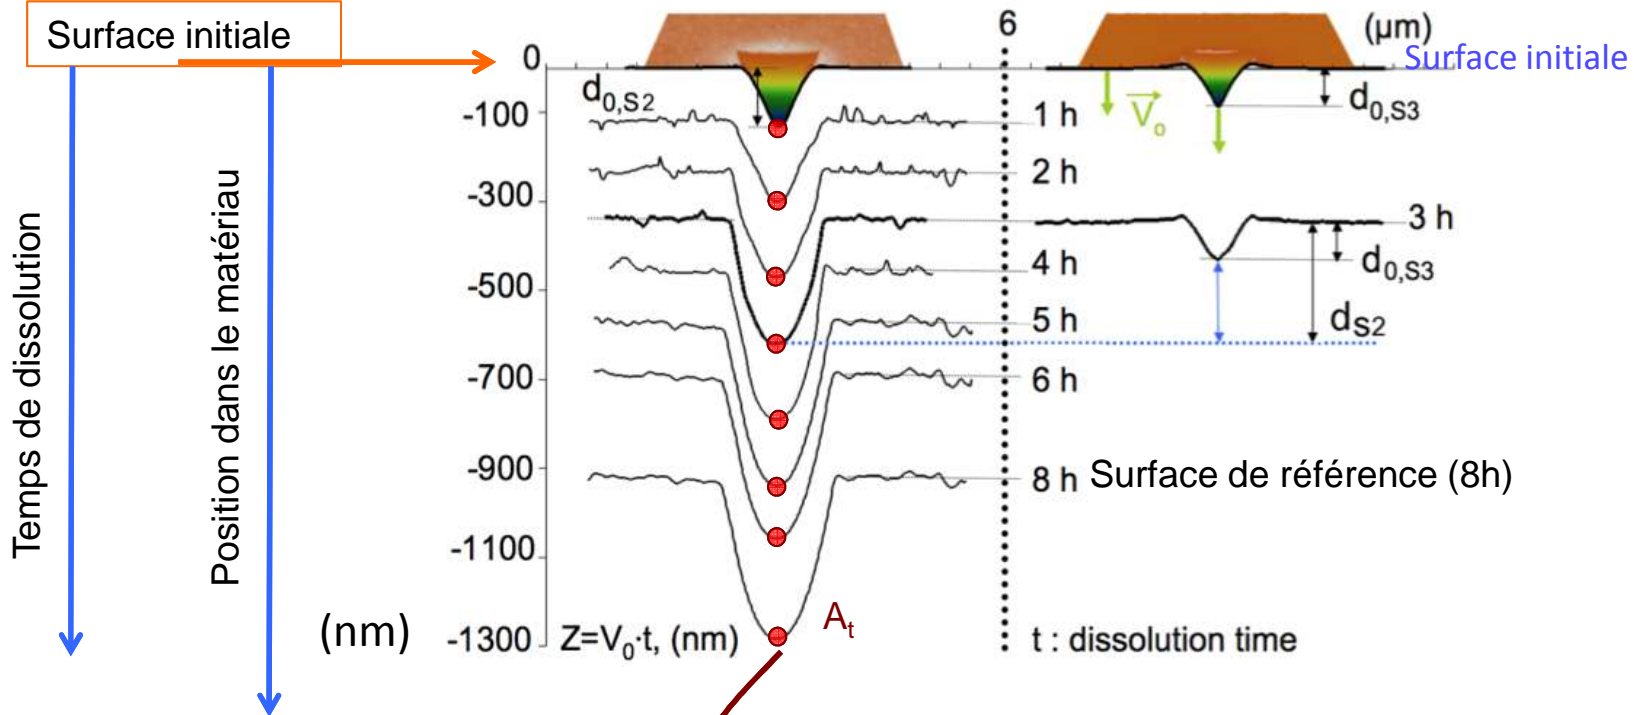 Surface initiale
Temps de dissolution
Position dans le matériau
(nm)
0
-100
-300
-500
-700
-900
-1100
-1300
d0,S2
6
(µm)
Surface initiale
V0
d0,S3
1 h
2 h
3 h
4 h
d0,S3
5 h
dS2
6 h
8 h
Surface de référence (8h)
At
Z=V0·t, (nm)
t : dissolution time